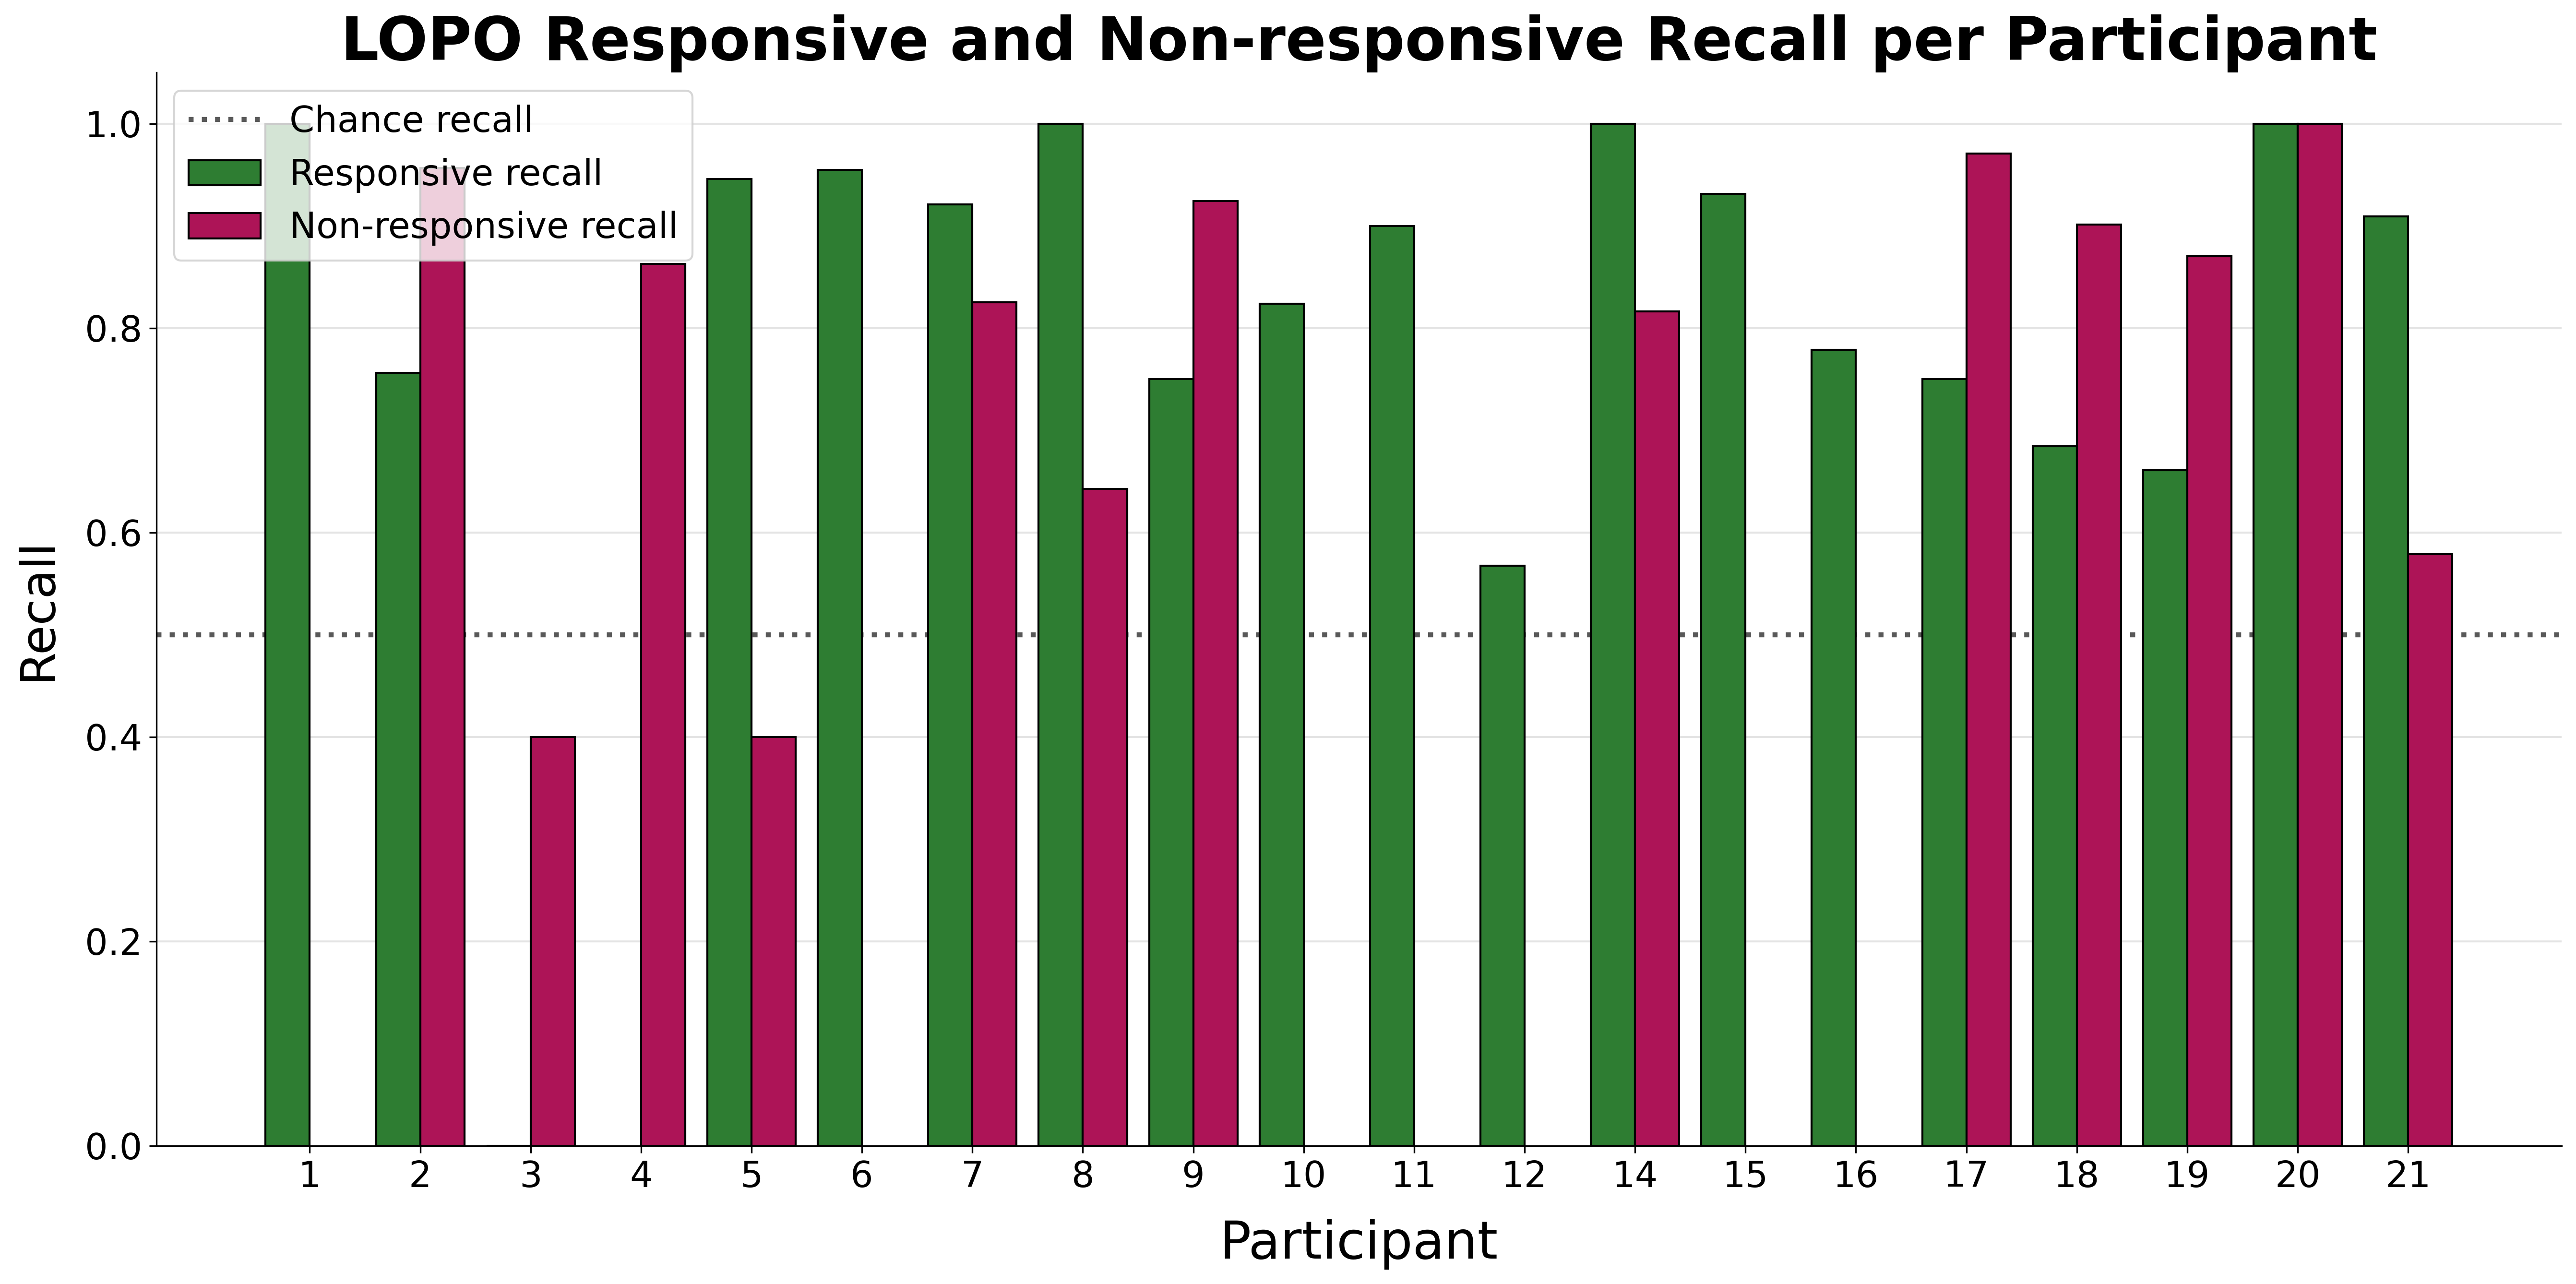 LOPO Responsive and Non-responsive Recall per Participant
Chance recall
Responsive recall
Non-responsive recall
1.0
0.8
0.6
0.4
0.2
0.0
Recall
1 2 3 4 5 6 7 8 9 10 11 12 14 15 16 17 18 19 20 21
Participant